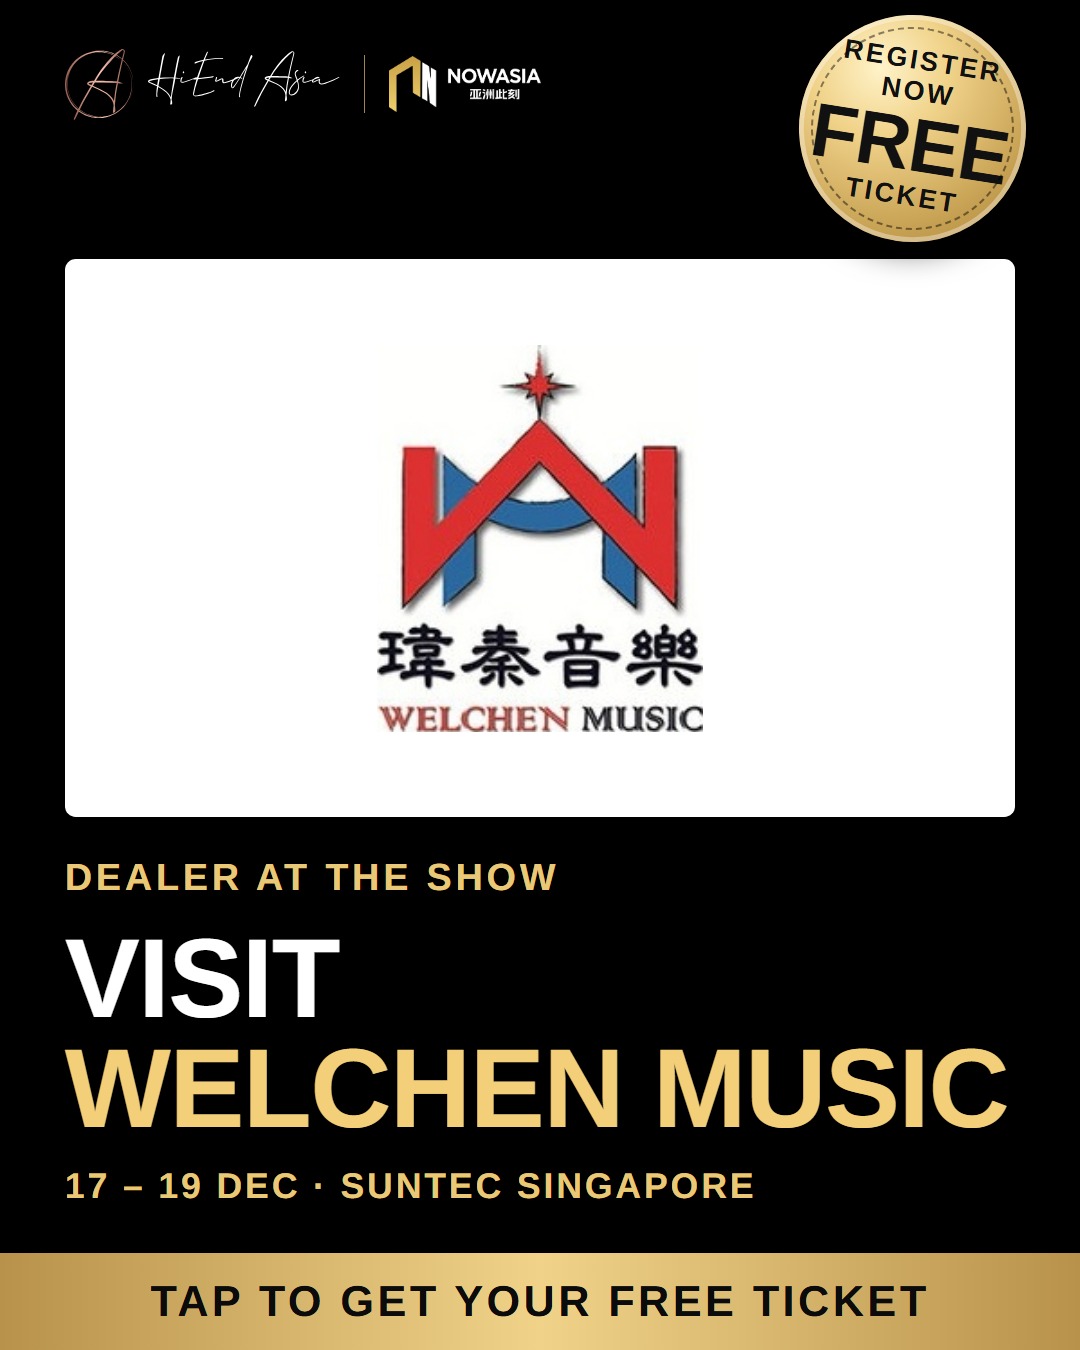 HiEnd Asia
NOWASIA
亚洲此刻
REGISTER
NOW
FREE
TICKET
瑋秦音樂
WELCHEN MUSIC
DEALER AT THE SHOW
VISIT
WELCHEN MUSIC
17 – 19 DEC · SUNTEC SINGAPORE
TAP TO GET YOUR FREE TICKET